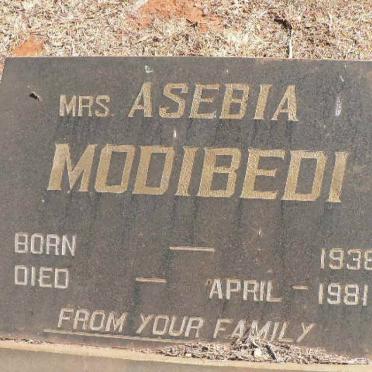 MRS. ASEBIA
MODIBEDI
BORN — 1938
DIED — APRIL - 1981
FROM YOUR FAMILY